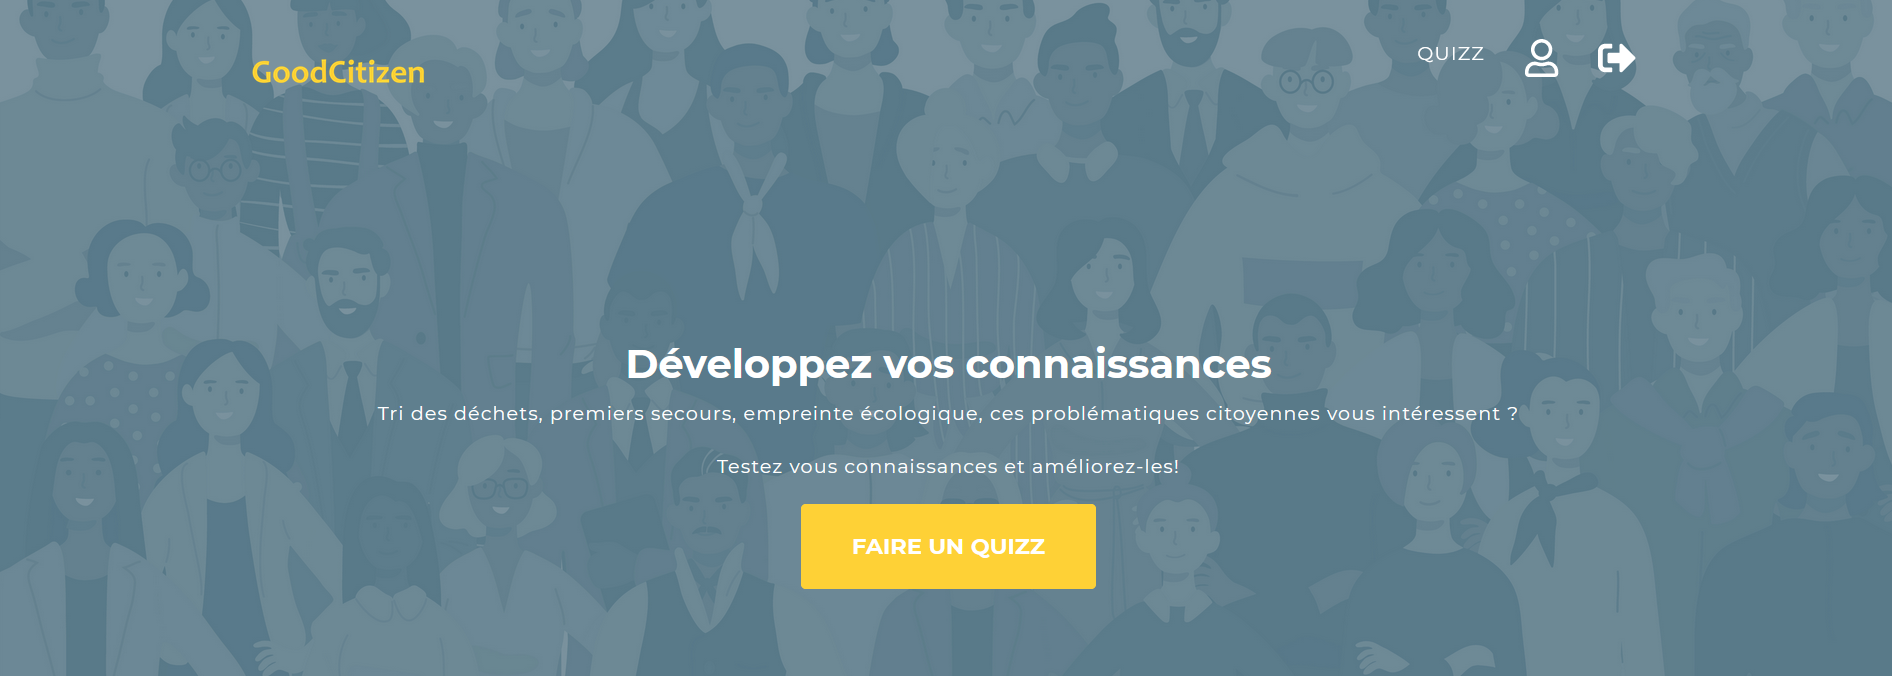 GoodCitizen
QUIZZ
Développez vos connaissances
Tri des déchets, premiers secours, empreinte écologique, ces problématiques citoyennes vous intéressent ?
Testez vous connaissances et améliorez-les!
FAIRE UN QUIZZ